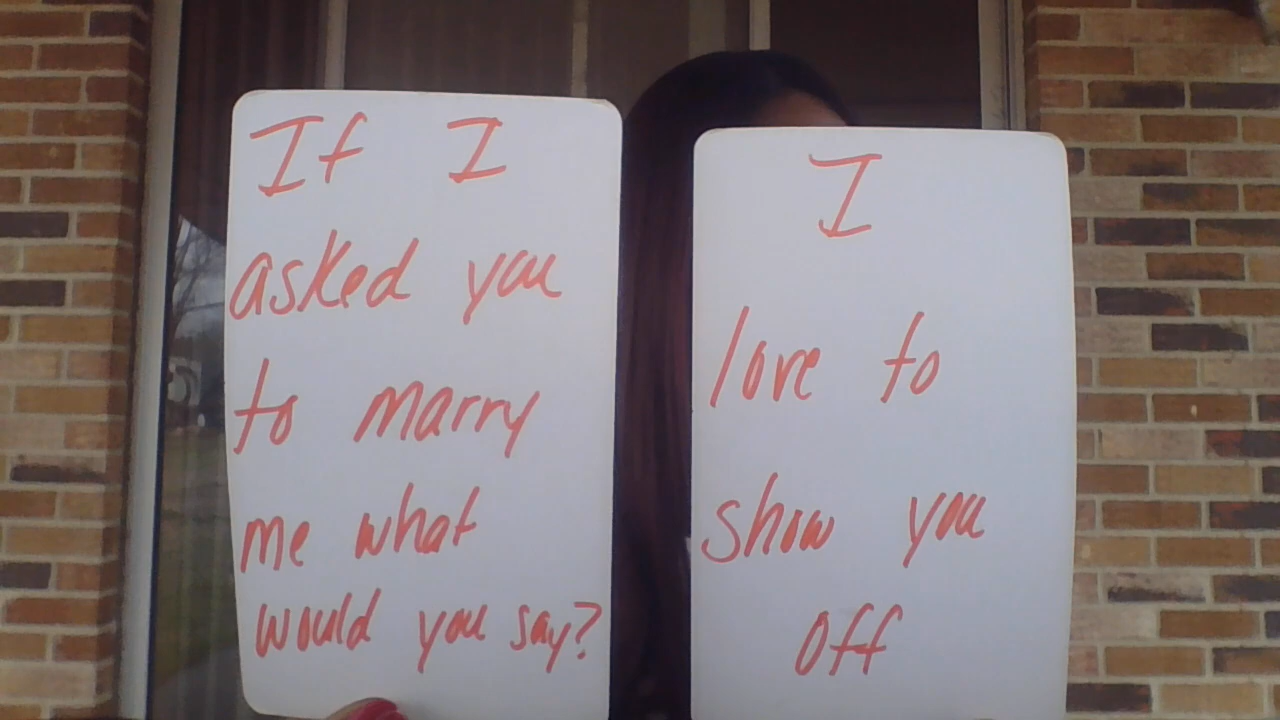 If I
asked you
to marry
me what
would you say?
I
love to
show you
off